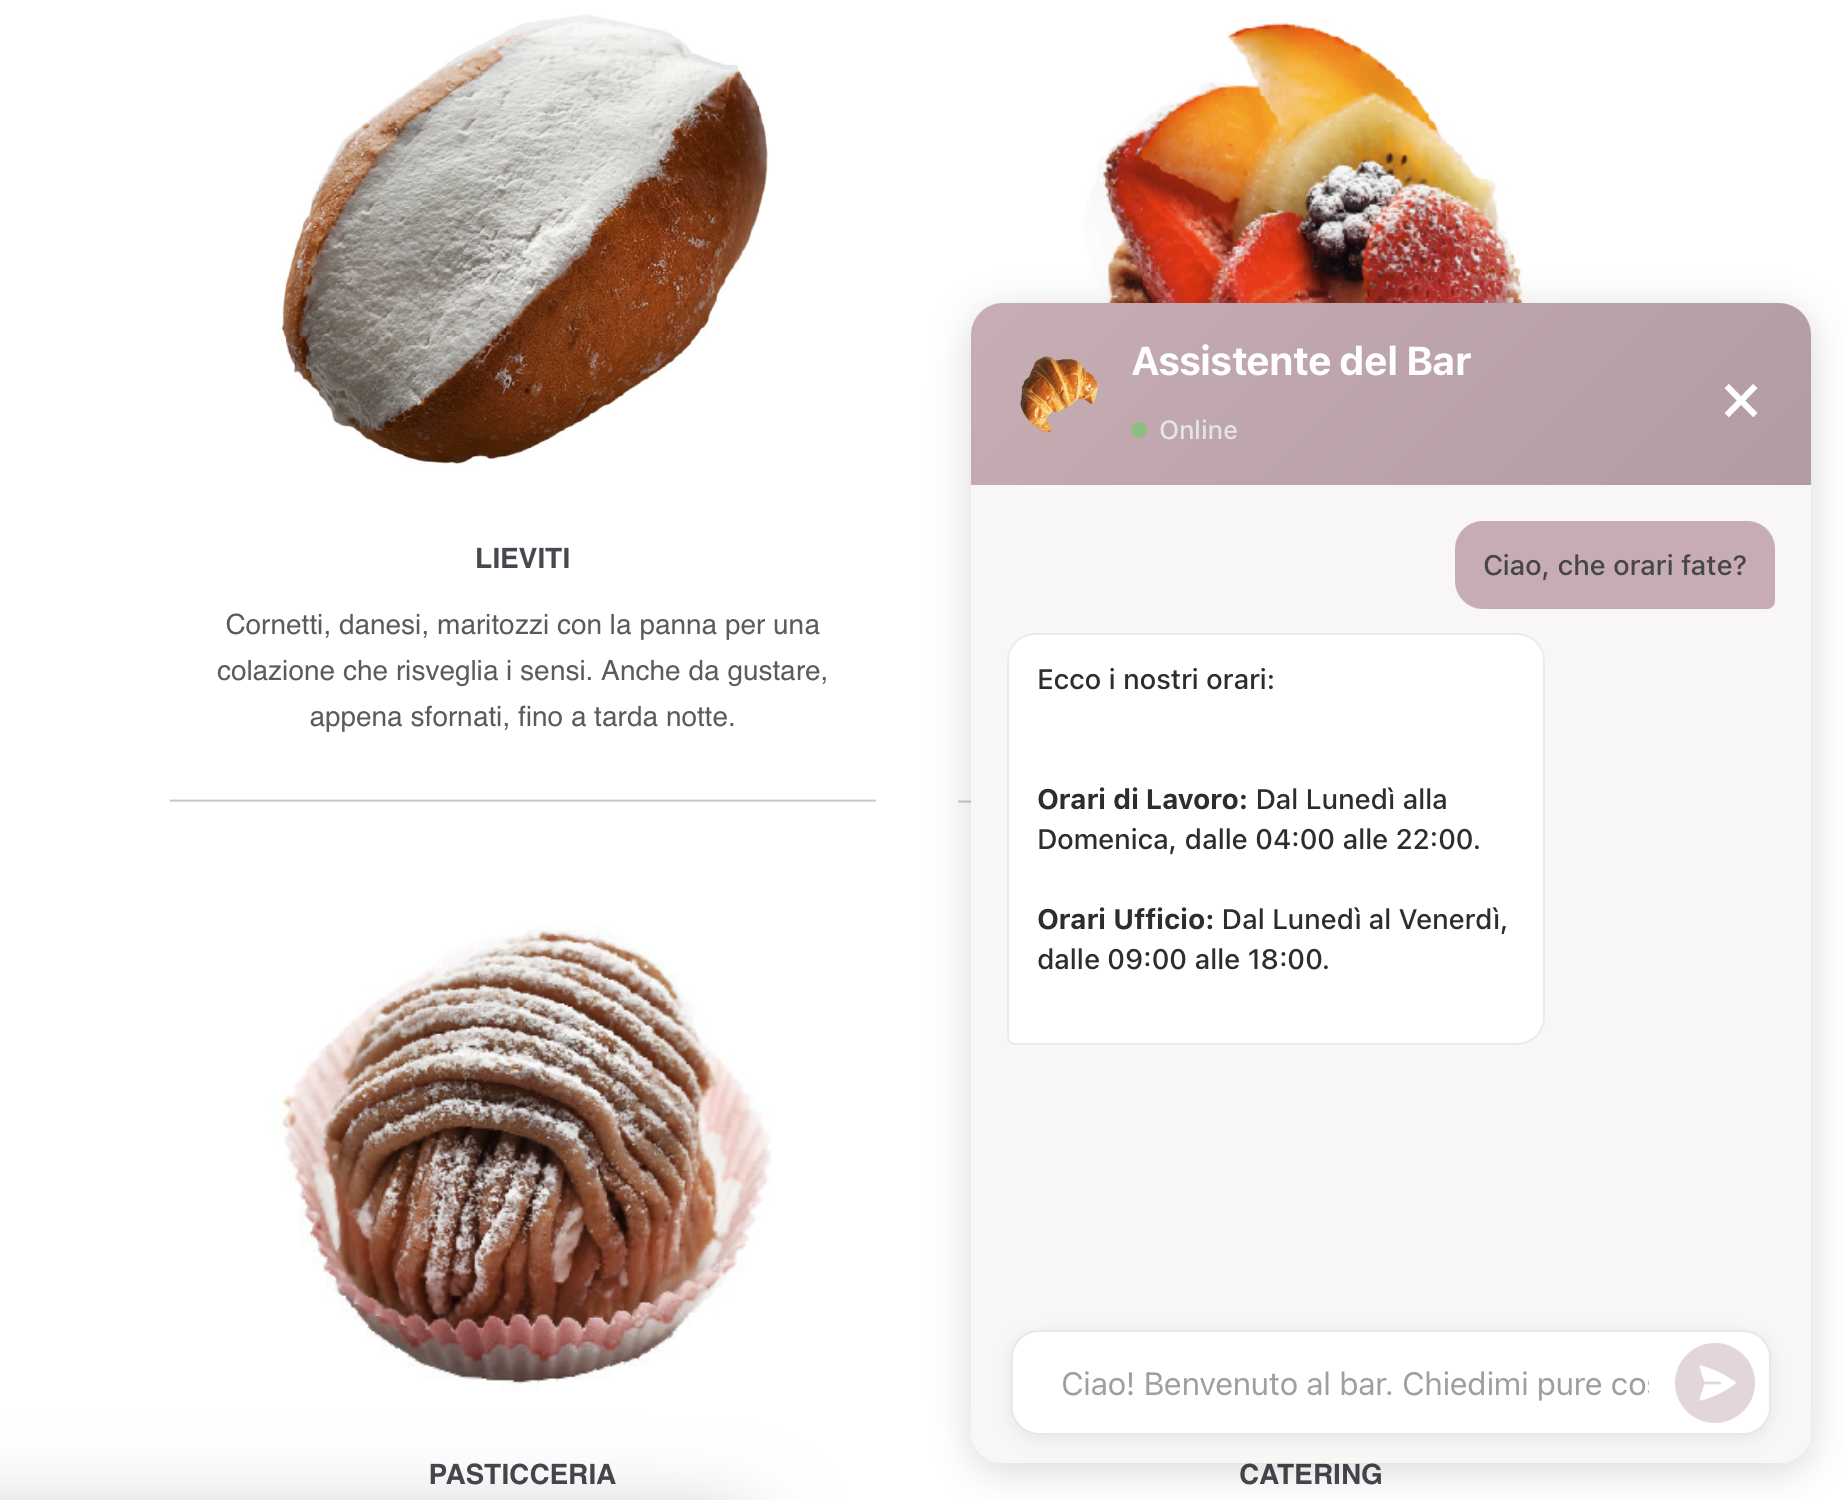 LIEVITI
Cornetti, danesi, maritozzi con la panna per una
colazione che risveglia i sensi. Anche da gustare,
appena sfornati, fino a tarda notte.
PASTICCERIA
Assistente del Bar
Online
Ciao, che orari fate?
Ecco i nostri orari:
Orari di Lavoro: Dal Lunedì alla
Domenica, dalle 04:00 alle 22:00.
Orari Ufficio: Dal Lunedì al Venerdì,
dalle 09:00 alle 18:00.
Ciao! Benvenuto al bar. Chiedimi pure
CATERING